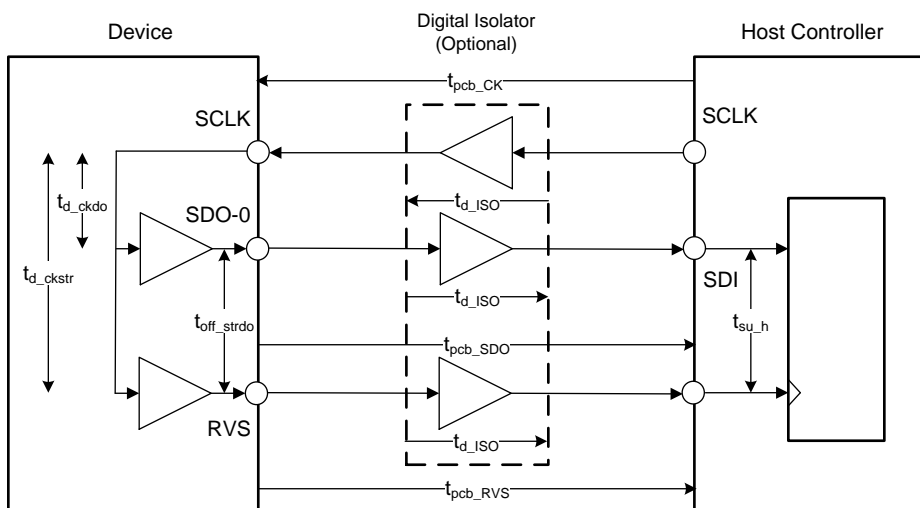 Device
Digital Isolator
(Optional)
Host Controller
tpcb_CK
SCLK
SCLK
td_ckdo
td_ISO
SDO-0
td_ckstr
SDI
td_ISO
toff_strdo
tsu_h
tpcb_SDO
RVS
td_ISO
tpcb_RVS